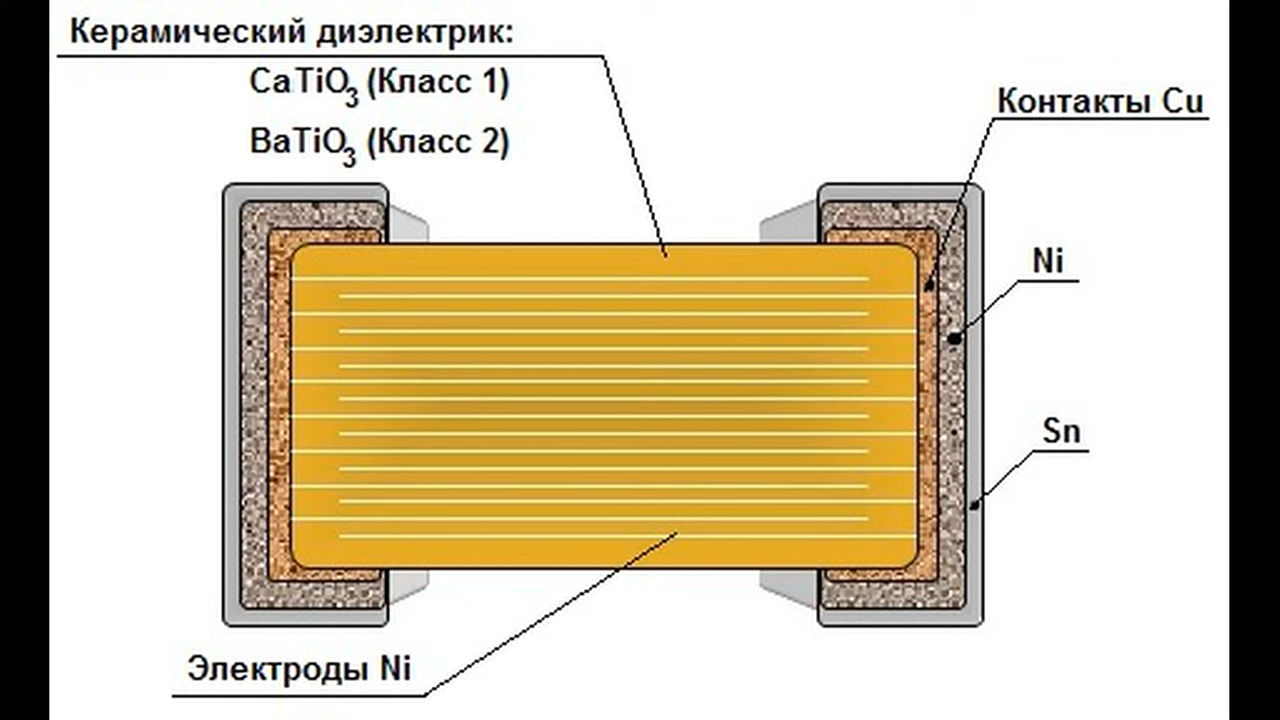 Керамический диэлектрик:
CaTiO3 (Класс 1)
BaTiO3 (Класс 2)
Контакты Cu
Ni
Sn
Электроды Ni